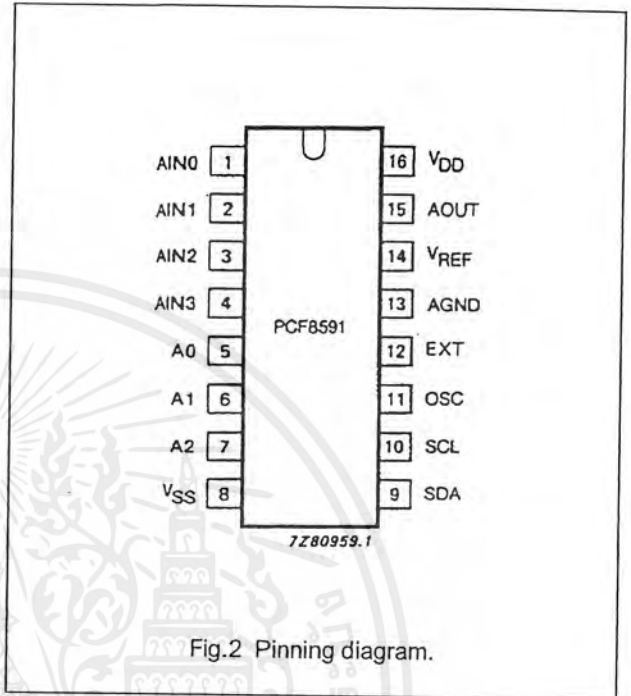 AIN0 1 16 VDD
AIN1 2 15 AOUT
AIN2 3 14 VREF
AIN3 4 13 AGND
PCF8591
A0 5 12 EXT
A1 6 11 OSC
A2 7 10 SCL
VSS 8 9 SDA
7Z80959.1
Fig.2 Pinning diagram.